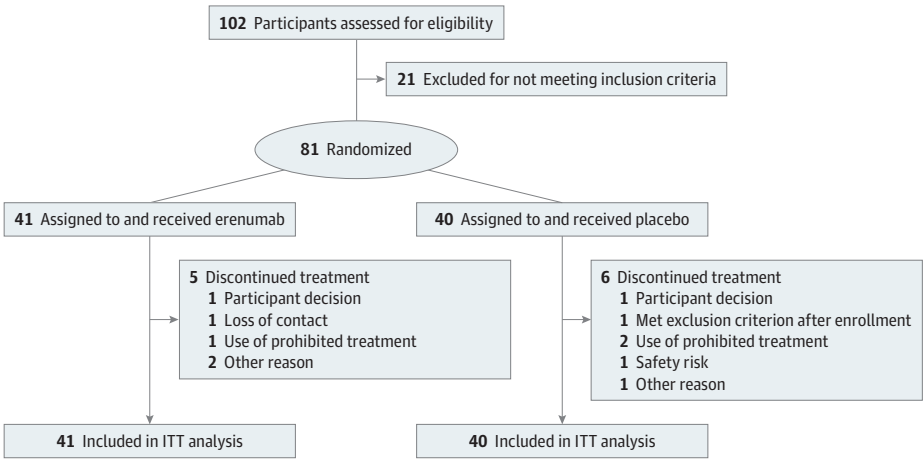 102 Participants assessed for eligibility
21 Excluded for not meeting inclusion criteria
81 Randomized
41 Assigned to and received erenumab
40 Assigned to and received placebo
5 Discontinued treatment
1 Participant decision
1 Loss of contact
1 Use of prohibited treatment
2 Other reason
6 Discontinued treatment
1 Participant decision
1 Met exclusion criterion after enrollment
2 Use of prohibited treatment
1 Safety risk
1 Other reason
41 Included in ITT analysis
40 Included in ITT analysis